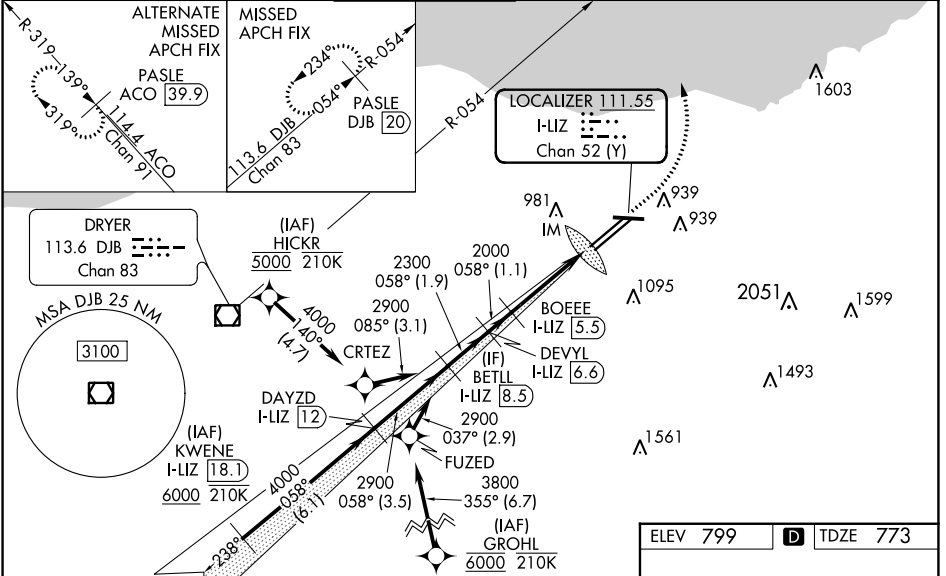 ALTERNATE
MISSED
APCH FIX
R-319
139°
319°
PASLE
ACO 39.9
114.4 ACO
Chan 91
MISSED
APCH FIX
234°
R-054
054°
PASLE
DJB 20
113.6 DJB
Chan 83
R-054
LOCALIZER 111.55
I-LIZ
Chan 52 (Y)
1603
981
IM
939
939
DRYER
113.6 DJB
Chan 83
(IAF)
HICKR
5000 210K
4000
140°
(4.7)
2300
058° (1.9)
2000
058° (1.1)
2900
085° (3.1)
CRTEZ
BOEEE
I-LIZ 5.5
DEVYL
I-LIZ 6.6
(IF)
BETLL
I-LIZ 8.5
1095
2051
1599
1493
1561
MSA DJB 25 NM
3100
DAYZD
I-LIZ 12
2900
037° (2.9)
FUZED
(IAF)
KWENE
I-LIZ 18.1
6000 210K
4000
058°
(6.1)
238°
2900
058° (3.5)
3800
355° (6.7)
(IAF)
GROHL
6000 210K
ELEV 799 D TDZE 773